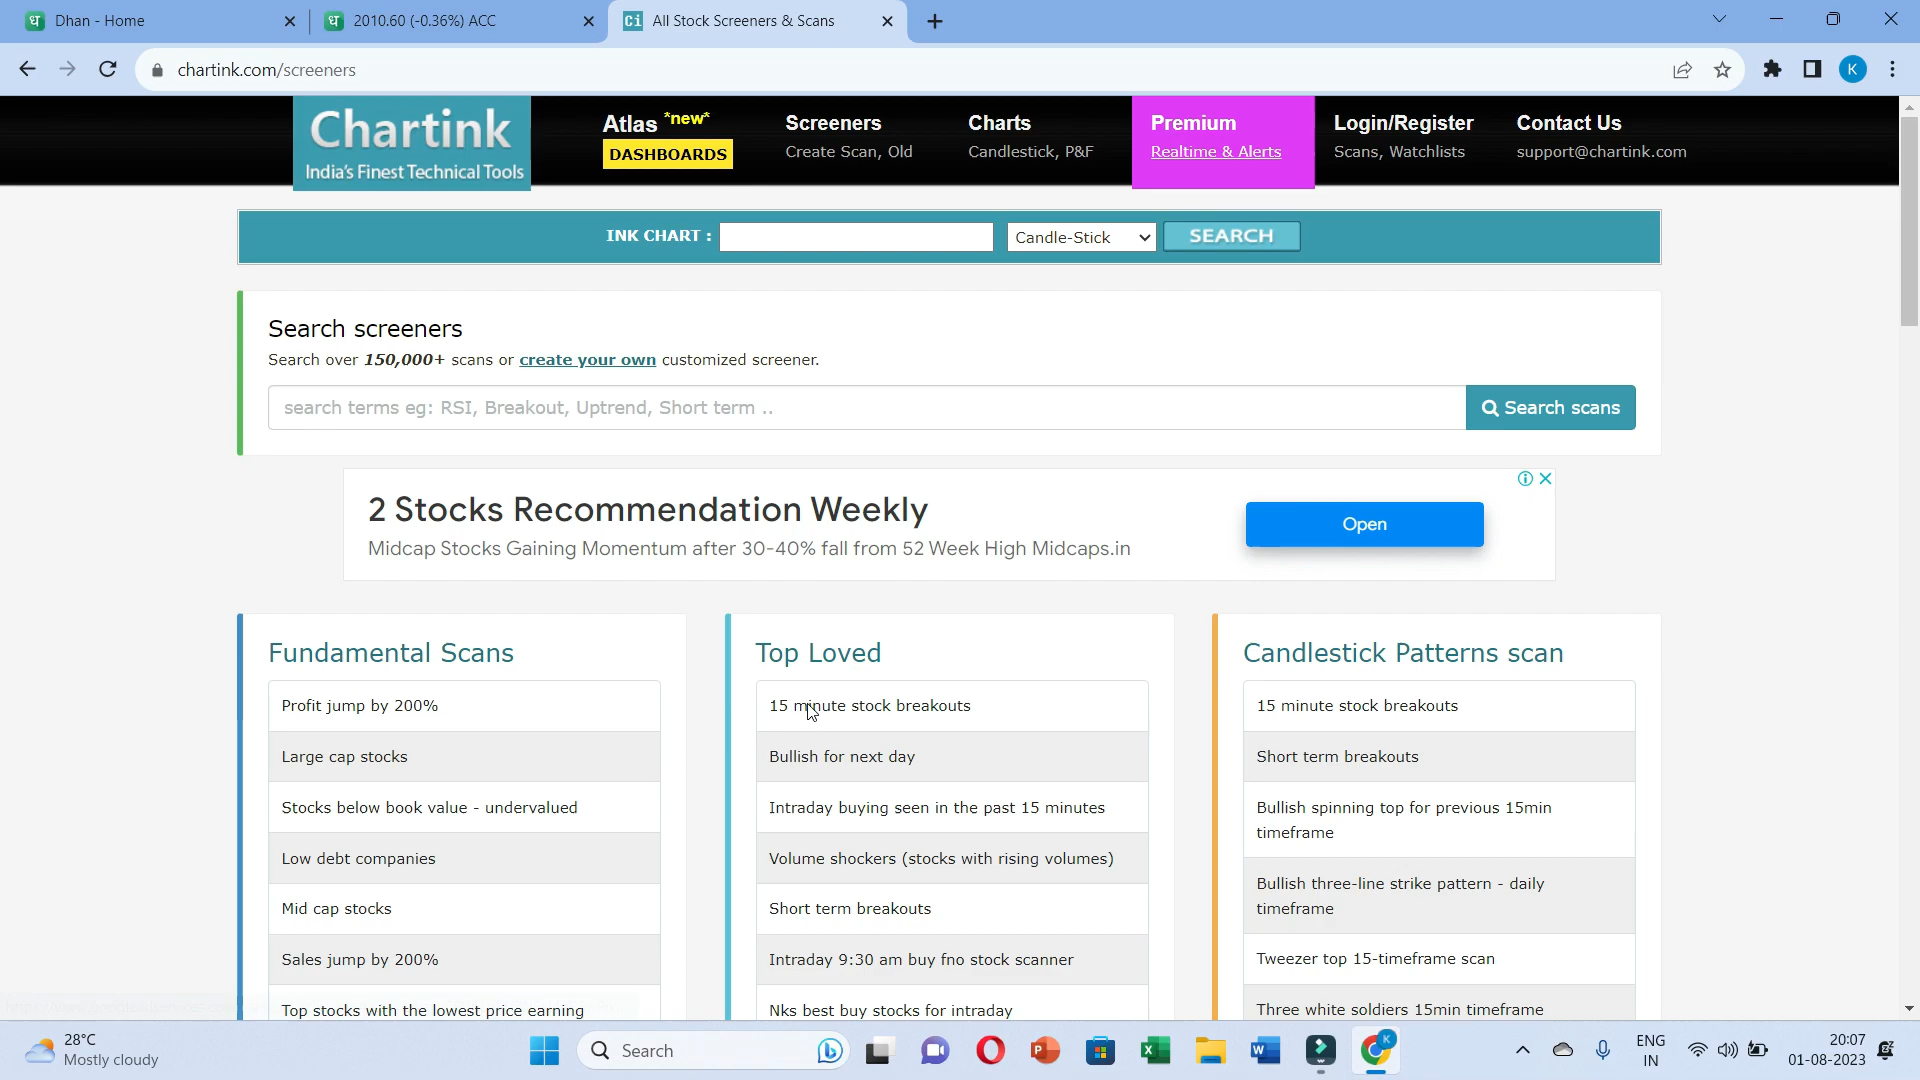 Dhan - Home
2010.60 (-0.36%) ACC
Ci All Stock Screeners & Scans
chartink.com/screeners
K
Chartink
India's Finest Technical Tools
Atlas *new*
DASHBOARDS
Screeners
Create Scan, Old
Charts
Candlestick, P&F
Premium
Realtime & Alerts
Login/Register
Scans, Watchlists
Contact Us
support@chartink.com
INK CHART :
Candle-Stick
SEARCH
Search screeners
Search over 150,000+ scans or create your own customized screener.
search terms eg: RSI, Breakout, Uptrend, Short term ..
Search scans
2 Stocks Recommendation Weekly
Midcap Stocks Gaining Momentum after 30-40% fall from 52 Week High Midcaps.in
Open
Fundamental Scans
Profit jump by 200%
Large cap stocks
Stocks below book value - undervalued
Low debt companies
Mid cap stocks
Sales jump by 200%
Top stocks with the lowest price earning
Top Loved
15 minute stock breakouts
Bullish for next day
Intraday buying seen in the past 15 minutes
Volume shockers (stocks with rising volumes)
Short term breakouts
Intraday 9:30 am buy fno stock scanner
Nks best buy stocks for intraday
Candlestick Patterns scan
15 minute stock breakouts
Short term breakouts
Bullish spinning top for previous 15min
timeframe
Bullish three-line strike pattern - daily
timeframe
Tweezer top 15-timeframe scan
Three white soldiers 15min timeframe
28°C
Mostly cloudy
Search
ENG
IN
20:07
01-08-2023